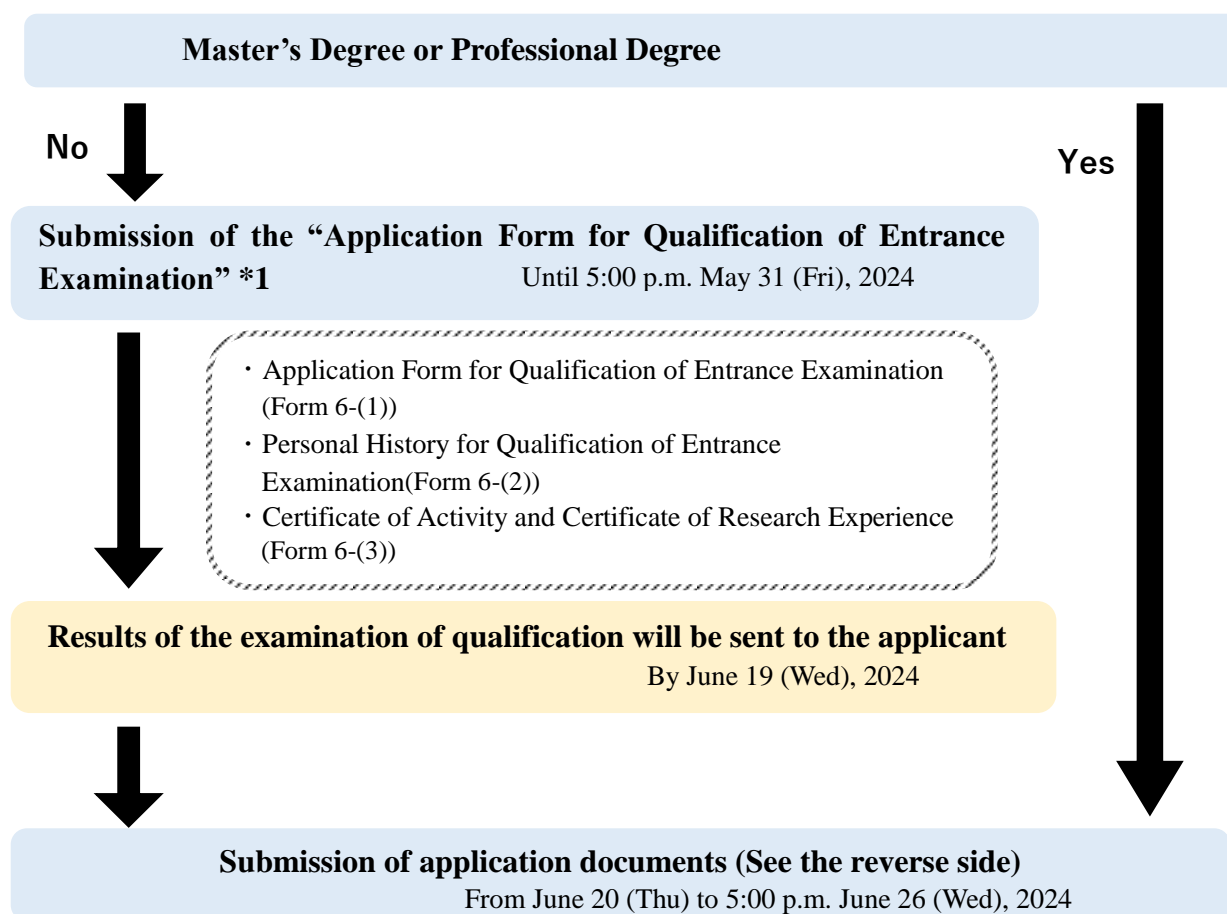 Master’s Degree or Professional Degree
No
Yes
Submission of the “Application Form for Qualification of Entrance
Examination” *1 Until 5:00 p.m. May 31 (Fri), 2024
・Application Form for Qualification of Entrance Examination
(Form 6-(1))
・Personal History for Qualification of Entrance
Examination(Form 6-(2))
・Certificate of Activity and Certificate of Research Experience
(Form 6-(3))
Results of the examination of qualification will be sent to the applicant
By June 19 (Wed), 2024
Submission of application documents (See the reverse side)
From June 20 (Thu) to 5:00 p.m. June 26 (Wed), 2024